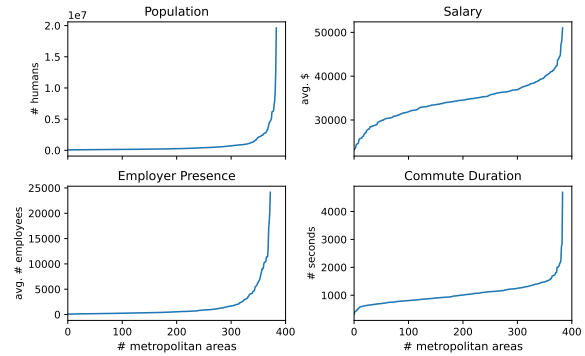 Population
1e7
2.0
1.5
1.0
0.5
0.0
# humans
Salary
50000
40000
30000
avg. $
Employer Presence
25000
20000
15000
10000
5000
0
avg. # employees
0 100 200 300 400
# metropolitan areas
Commute Duration
4000
3000
2000
1000
# seconds
0 100 200 300 400
# metropolitan areas